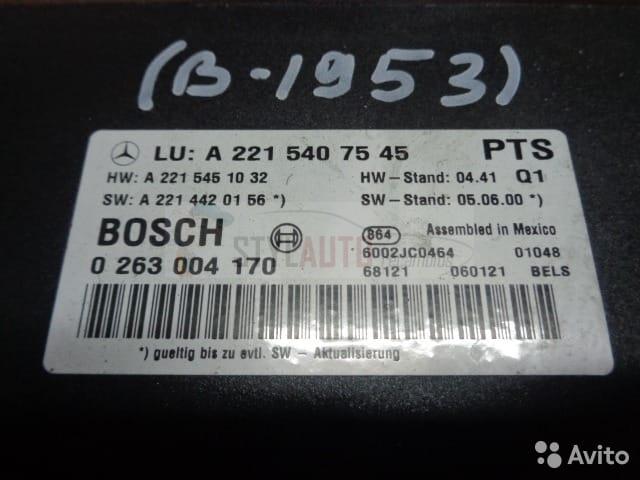 (B-1953)
LU: A 221 540 75 45 PTS
HW: A 221 545 10 32 HW-Stand: 04.41 Q1
SW: A 221 442 01 56 *) SW-Stand: 05.06.00 *)
BOSCH 864 Assembled in Mexico
6002JC0464 01048
0 263 004 170 68121 060121 BELS
*) gueltig bis zu evtl. SW - Aktualisierung
Avito